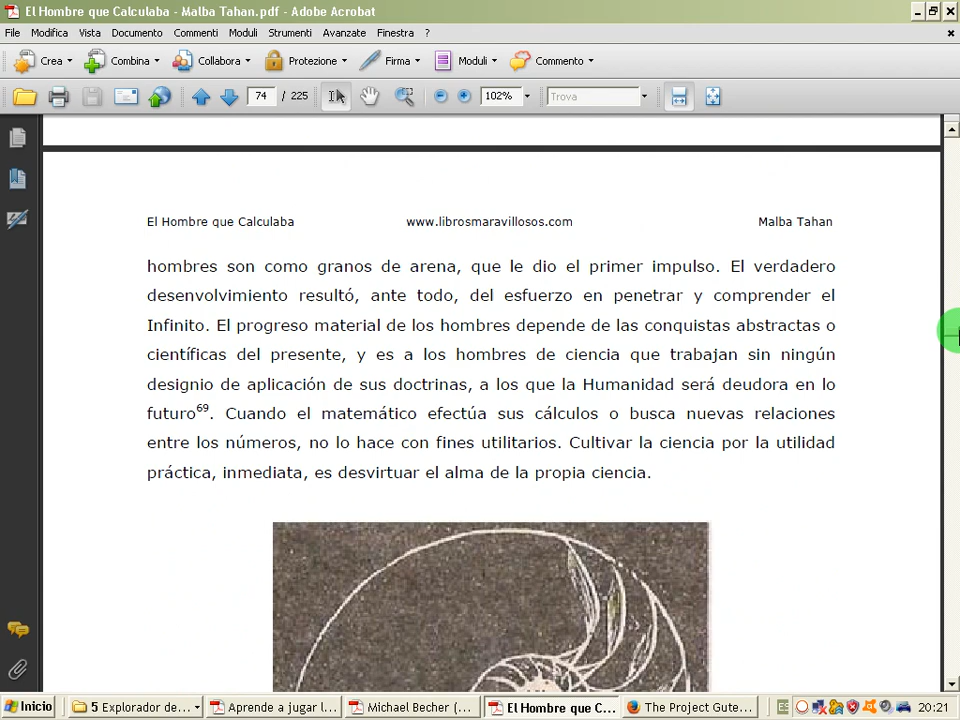 El Hombre que Calculaba - Malba Tahan.pdf - Adobe Acrobat
File Modifica Vista Documento Commenti Moduli Strumenti Avanzate Finestra ?
Crea Combina Collabora Protezione Firma Moduli Commento
74 / 225 102% Trova
El Hombre que Calculaba www.librosmaravillosos.com Malba Tahan
hombres son como granos de arena, que le dio el primer impulso. El verdadero
desenvolvimiento resultó, ante todo, del esfuerzo en penetrar y comprender el
Infinito. El progreso material de los hombres depende de las conquistas abstractas o
científicas del presente, y es a los hombres de ciencia que trabajan sin ningún
designio de aplicación de sus doctrinas, a los que la Humanidad será deudora en lo
futuro69. Cuando el matemático efectúa sus cálculos o busca nuevas relaciones
entre los números, no lo hace con fines utilitarios. Cultivar la ciencia por la utilidad
práctica, inmediata, es desvirtuar el alma de la propia ciencia.
Inicio 5 Explorador de... Aprende a jugar l... Michael Becher (... El Hombre que C... The Project Gute... ES 20:21